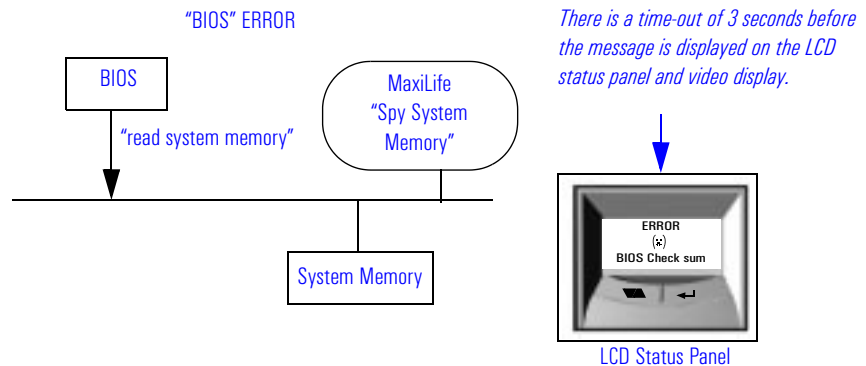 “BIOS” ERROR
There is a time-out of 3 seconds before
the message is displayed on the LCD
status panel and video display.
BIOS
MaxiLife
“Spy System
Memory”
“read system memory”
System Memory
ERROR
BIOS Check sum
LCD Status Panel